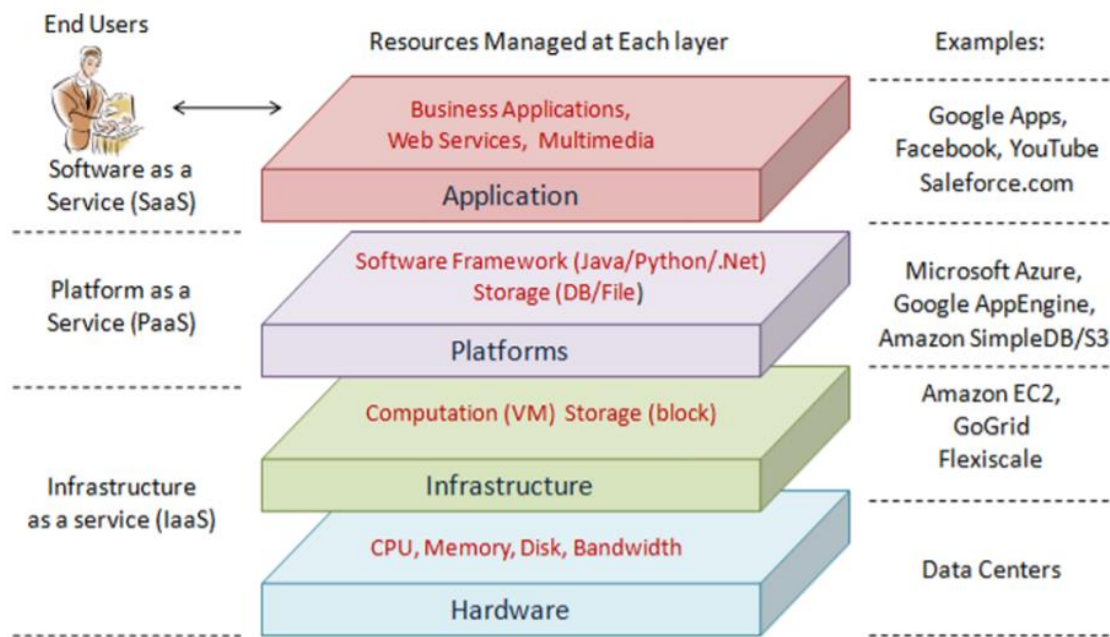 End Users
Resources Managed at Each layer
Examples:
Software as a
Service (SaaS)
Business Applications,
Web Services, Multimedia
Application
Google Apps,
Facebook, YouTube
Saleforce.com
Platform as a
Service (PaaS)
Software Framework (Java/Python/.Net)
Storage (DB/File)
Platforms
Microsoft Azure,
Google AppEngine,
Amazon SimpleDB/S3
Infrastructure
as a service (IaaS)
Computation (VM) Storage (block)
Infrastructure
Amazon EC2,
GoGrid
Flexiscale
CPU, Memory, Disk, Bandwidth
Hardware
Data Centers